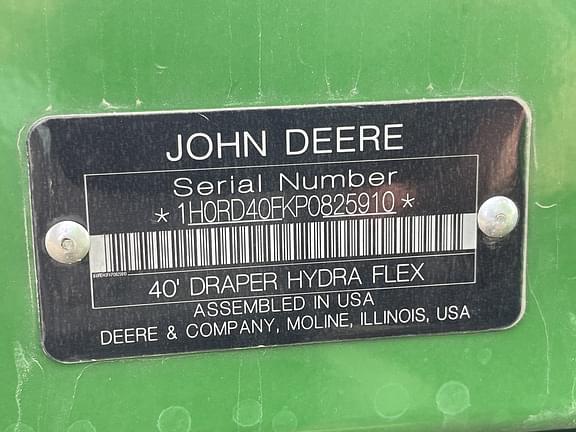 JOHN DEERE
Serial Number
*1H0RD40FKP0825910*
40' DRAPER HYDRA FLEX
ASSEMBLED IN USA
DEERE & COMPANY, MOLINE, ILLINOIS, USA